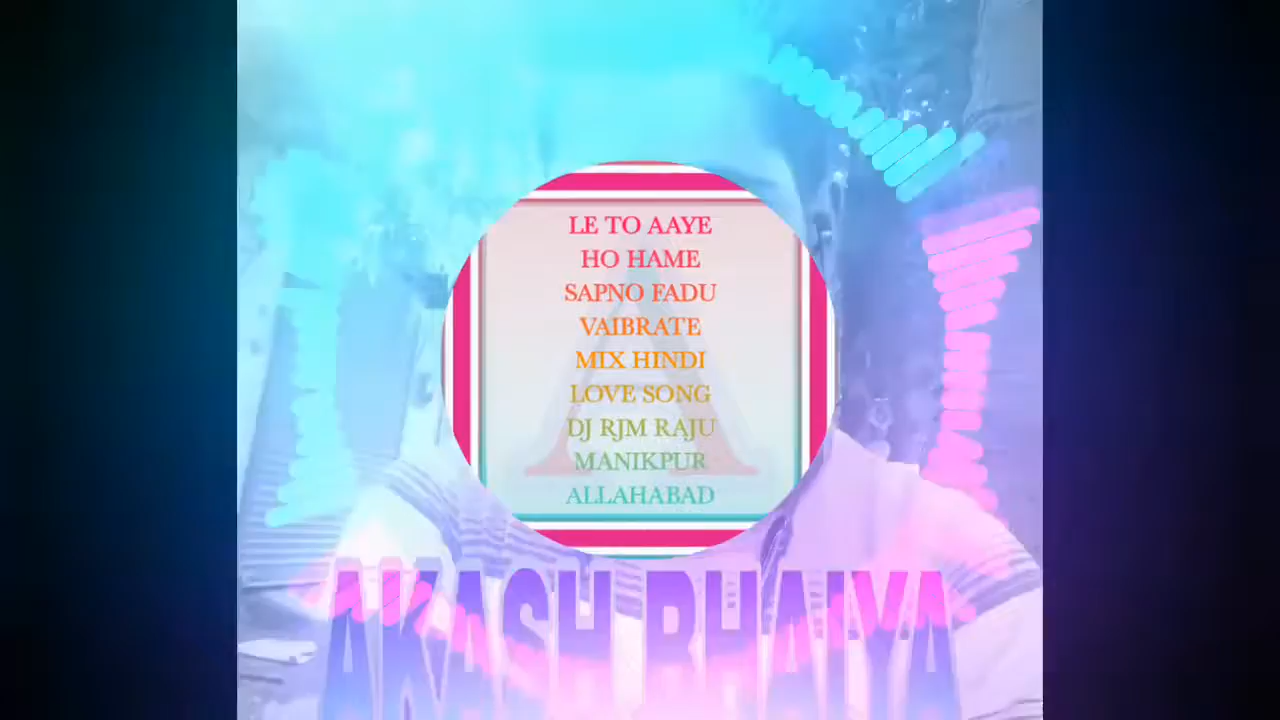 LE TO AAYE
HO HAME
SAPNO FADU
VAIBRATE
MIX HINDI
LOVE SONG
DJ RJM RAJU
MANIKPUR
ALLAHABAD
A
AKASH BHAIYA